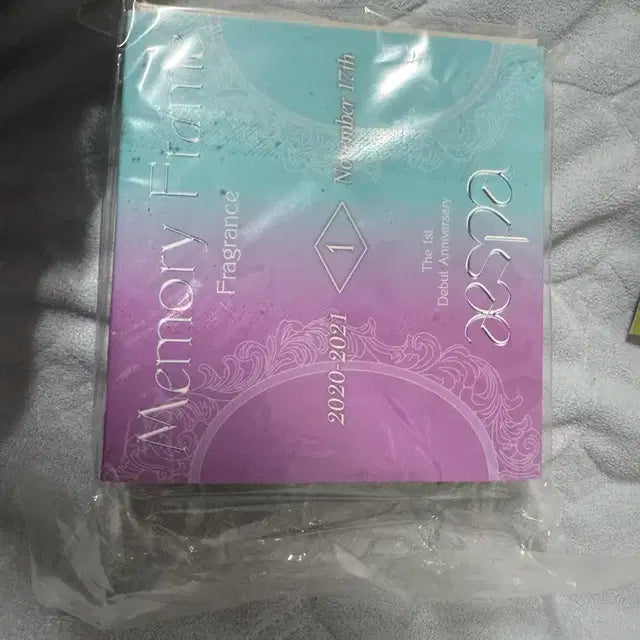 Memory Frame
Fragrance
2020-2021
1
November 17th
The 1st
Debut Anniversary
aespa